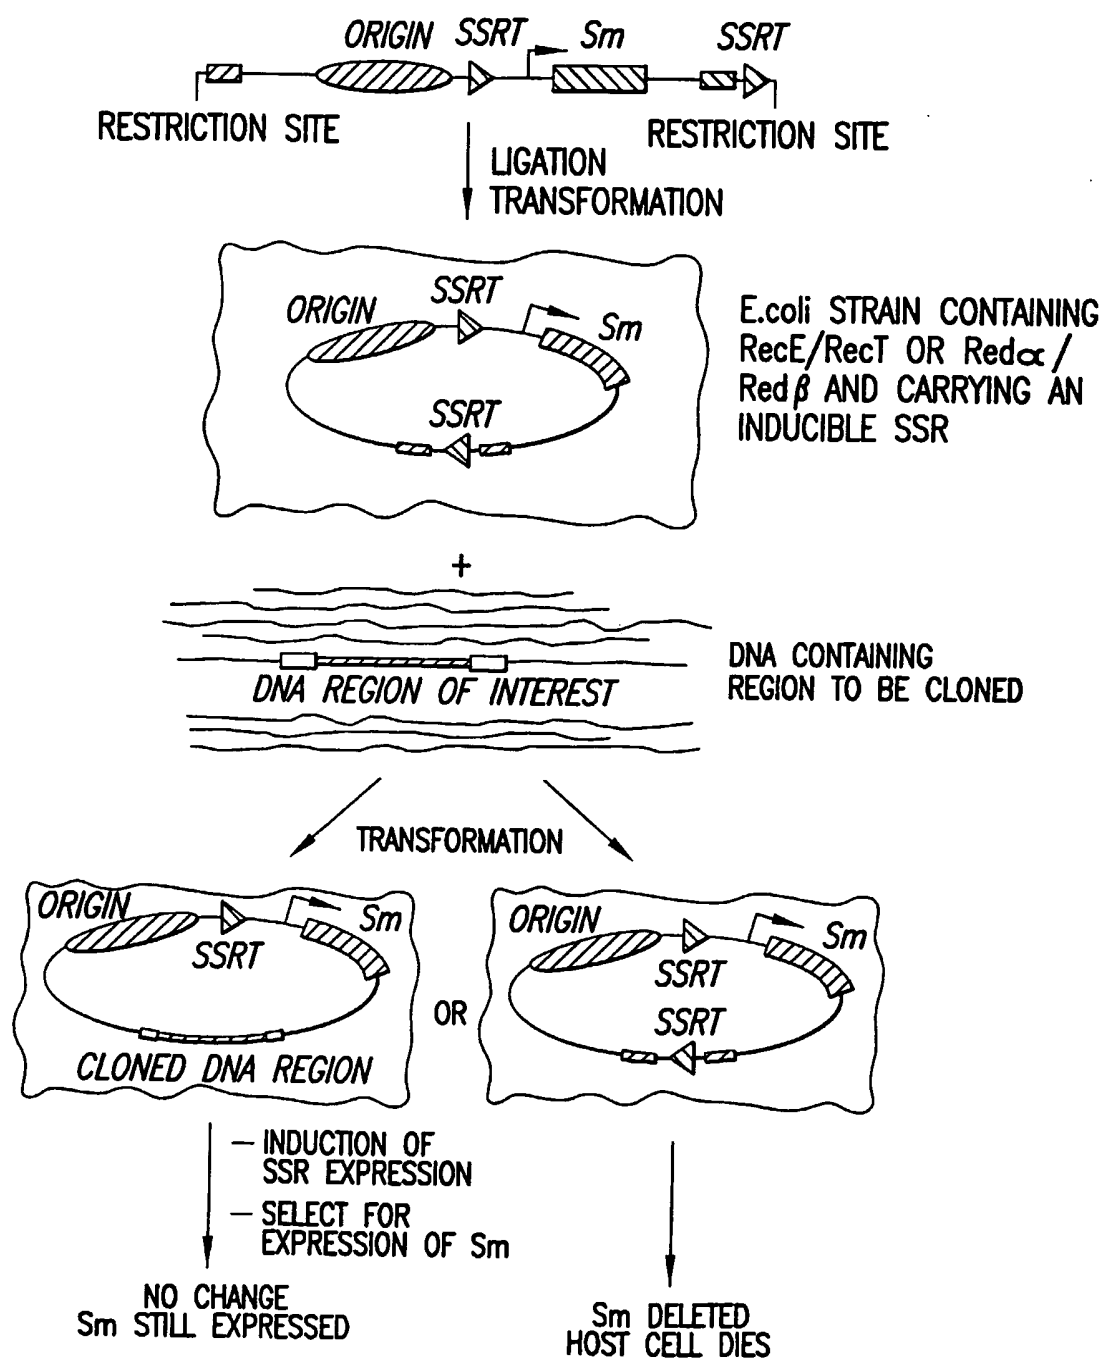 ORIGIN SSRT Sm SSRT
RESTRICTION SITE RESTRICTION SITE
LIGATION
TRANSFORMATION
SSRT
ORIGIN
Sm
SSRT
E.coli STRAIN CONTAINING
RecE/RecT OR Redα/
Redβ AND CARRYING AN
INDUCIBLE SSR
+
DNA REGION OF INTEREST
DNA CONTAINING
REGION TO BE CLONED
TRANSFORMATION
ORIGIN
Sm
SSRT
CLONED DNA REGION
OR
ORIGIN
Sm
SSRT
SSRT
– INDUCTION OF
SSR EXPRESSION
– SELECT FOR
EXPRESSION OF Sm
NO CHANGE
Sm STILL EXPRESSED
Sm DELETED
HOST CELL DIES